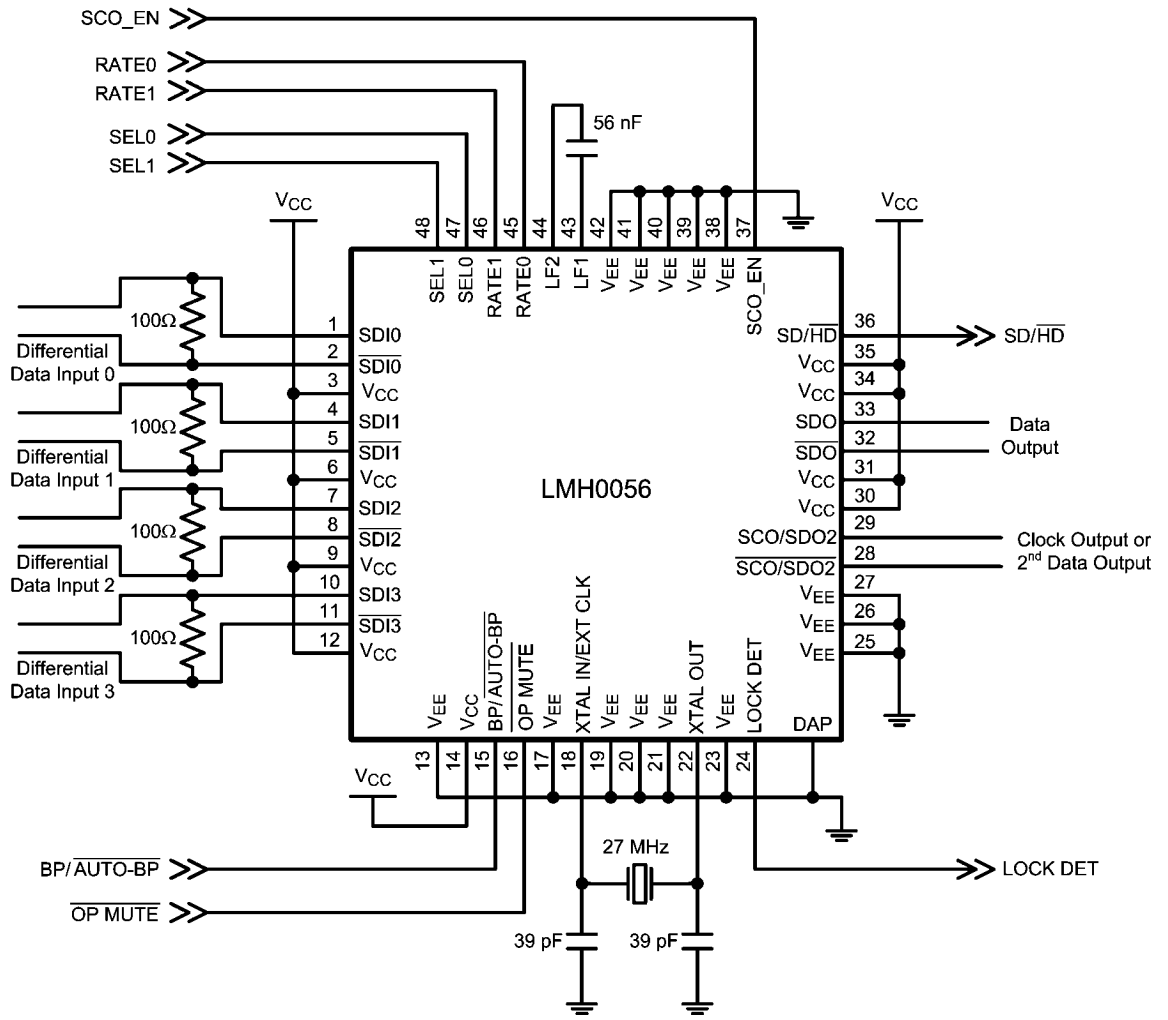 SCO_EN
RATE0
RATE1
SEL0
SEL1
56 nF
VCC
VCC
48
47
46
45
44
43
42
41
40
39
38
37
SEL1
SEL0
RATE1
RATE0
LF2
LF1
VEE
VEE
VEE
VEE
VEE
SCO_EN
100Ω
Differential
Data Input 0
100Ω
Differential
Data Input 1
100Ω
Differential
Data Input 2
100Ω
Differential
Data Input 3
1 SDI0
2 SDI0
3 VCC
4 SDI1
5 SDI1
6 VCC
7 SDI2
8 SDI2
9 VCC
10 SDI3
11 SDI3
12 VCC
LMH0056
SD/HD 36 SD/HD
VCC 35
VCC 34
SDO 33
SDO 32
Data
Output
VCC 31
VCC 30
SCO/SDO2 29
SCO/SDO2 28
Clock Output or
2nd Data Output
VEE 27
VEE 26
VEE 25
VEE
VCC
BP/AUTO-BP
OP MUTE
VEE
XTAL IN/EXT CLK
VEE
VEE
VEE
XTAL OUT
VEE
LOCK DET
DAP
13
14
15
16
17
18
19
20
21
22
23
24
VCC
27 MHz
BP/AUTO-BP
OP MUTE
LOCK DET
39 pF
39 pF